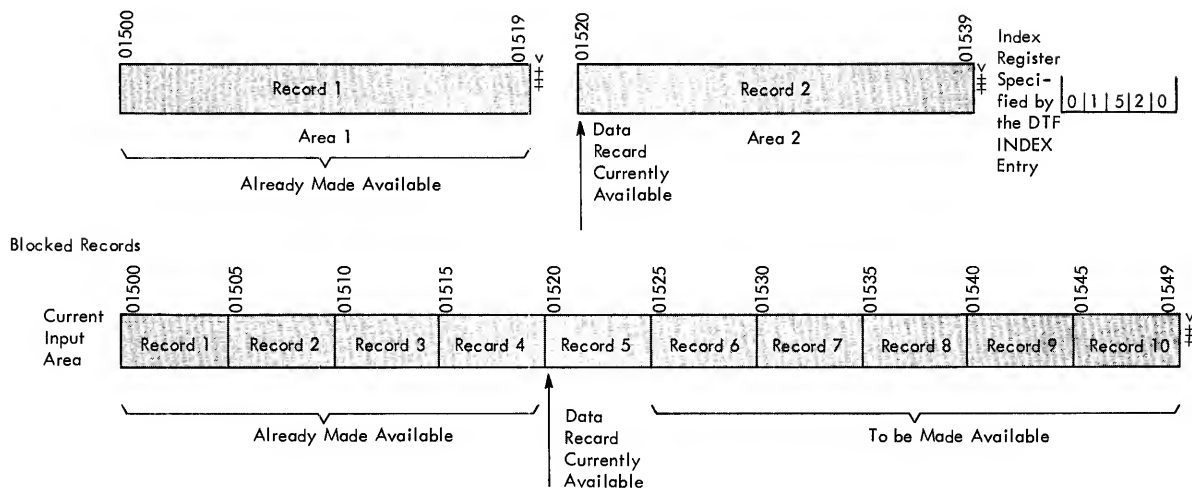 01500
01519
v
‡
01520
01539
v
‡
Record 1
Record 2
Area 1
Area 2
Already Made Available
Data
Record
Currently
Available
Index
Register
Speci-
fied by
the DTF
INDEX
Entry
0 1 5 2 0
Blocked Records
01500
01505
01510
01515
01520
01525
01530
01535
01540
01545
01549
v
‡
Current
Input
Area
Record 1
Record 2
Record 3
Record 4
Record 5
Record 6
Record 7
Record 8
Record 9
Record 10
Already Made Available
Data
Record
Currently
Available
To be Made Available